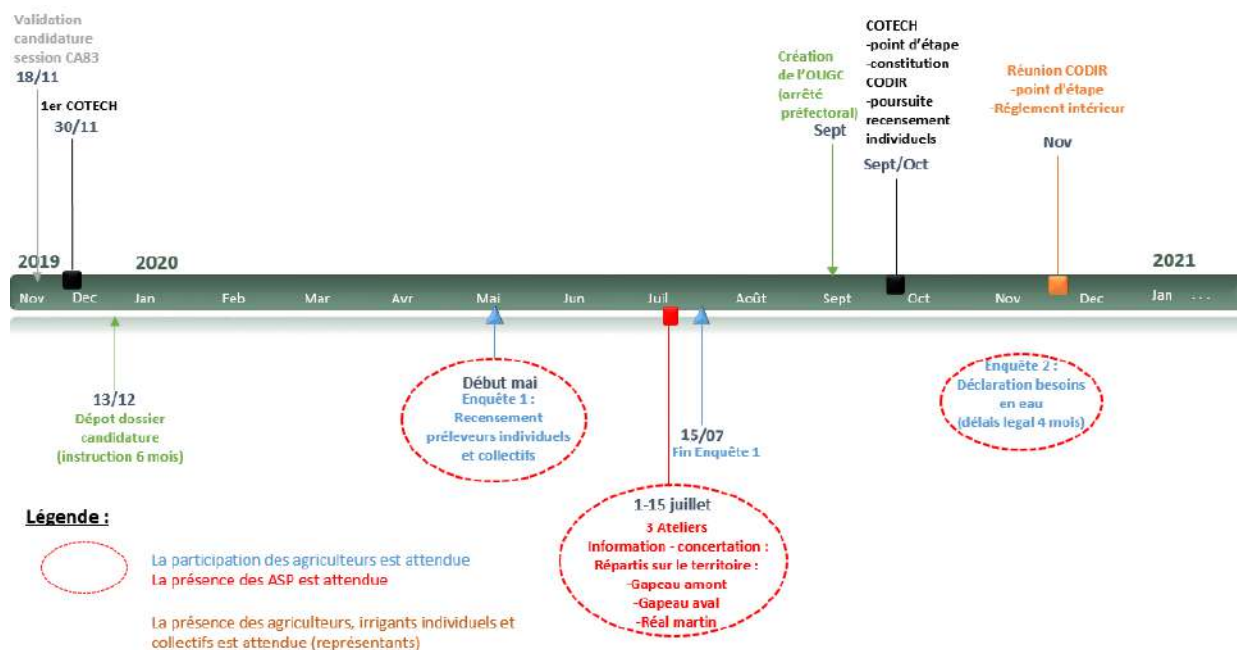 Validation
candidature
session CA83
18/11
1er COTECH
30/11
Création
de l'OUGC
(arrêté
préfectoral)
Sept
COTECH
-point d'étape
-constitution
CODIR
-poursuite
recensement
individuels
Sept/Oct
Réunion CODIR
-point d'étape
-Réglement intérieur
Nov
2019
2020
2021
Nov
Dec
Jan
Feb
Mar
Avr
Mai
Jun
Juil
Août
Sept
Oct
Nov
Dec
Jan ...
13/12
Dépot dossier
candidature
(instruction 6 mois)
Début mai
Enquête 1 :
Recensement
préleveurs individuels
et collectifs
15/07
Fin Enquête 1
Enquête 2 :
Déclaration besoins
en eau
(délais legal 4 mois)
1-15 juillet
3 Ateliers
Information - concertation :
Répartis sur le territoire :
-Gapeau amont
-Gapeau aval
-Réal martin
Légende :
La participation des agriculteurs est attendue
La présence des ASP est attendue
La présence des agriculteurs, irrigants individuels et
collectifs est attendue (représentants)